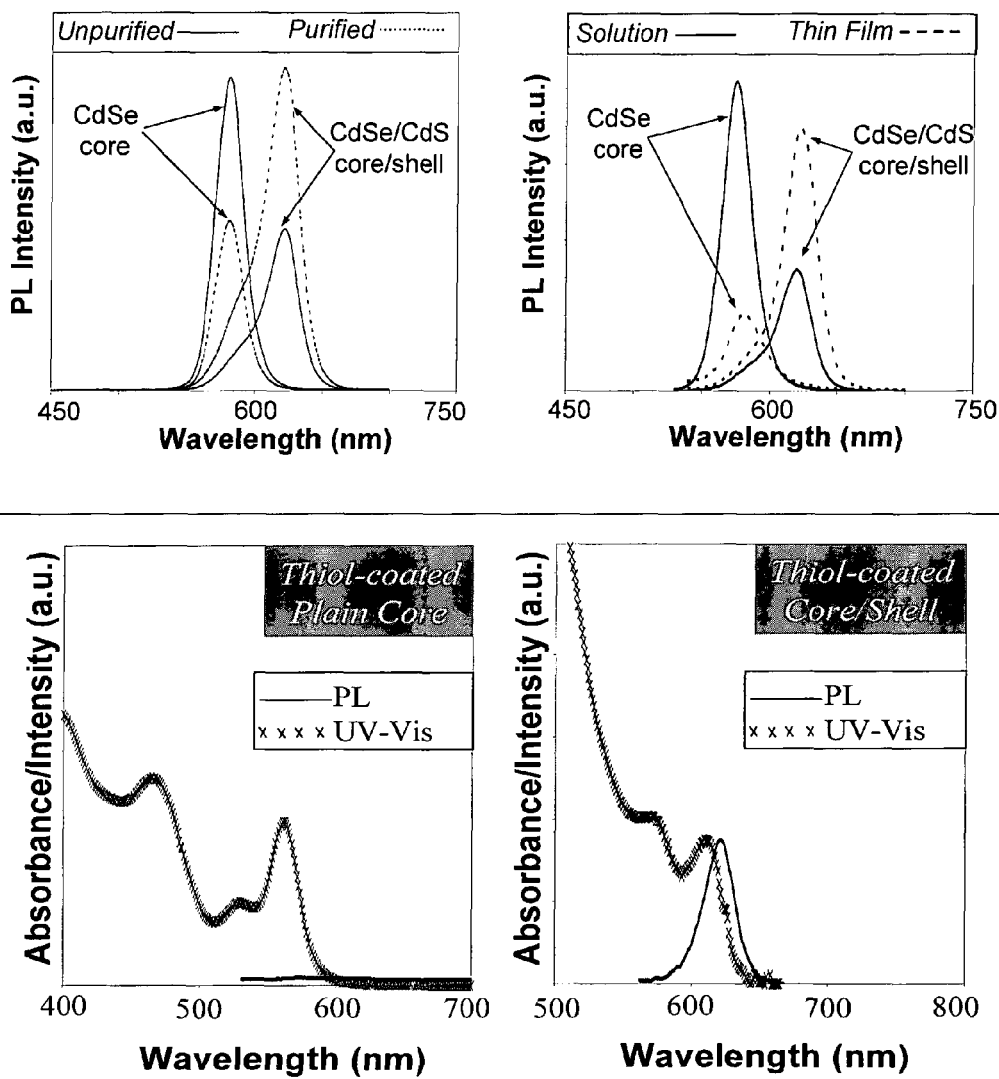 Unpurified Purified
CdSe
core
CdSe/CdS
core/shell
PL Intensity (a.u.)
450 600 750
Wavelength (nm)
Solution Thin Film
CdSe
core
CdSe/CdS
core/shell
PL Intensity (a.u.)
450 600 750
Wavelength (nm)
Thiol-coated
Plain Core
PL
UV-Vis
Absorbance/Intensity (a.u.)
400 500 600 700
Wavelength (nm)
Thiol-coated
Core/Shell
PL
UV-Vis
Absorbance/Intensity (a.u.)
500 600 700 800
Wavelength (nm)